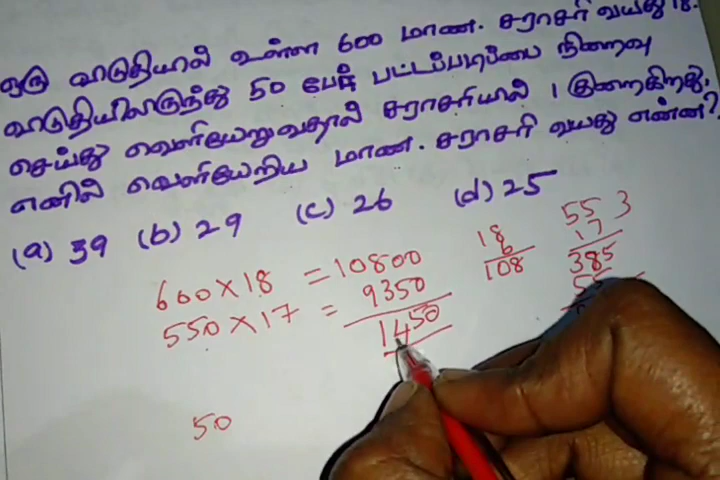 ஒரு விடுதியில் உள்ள 600 மாண. சராசரி வயது 18.
விடுதியிலிருந்து 50 பேர் பட்டப்படிப்பை நிறைவு
செய்து வெளியேறுவதால் சராசரியில் 1 குறைகிறது.
எனில் வெளியேறிய மாண. சராசரி வயது என்ன?
(a) 39 (b) 29 (c) 26 (d) 25
600 × 18 = 10800
550 × 17 = 9350
1450
50
18
6
108
55 3
17
385
55